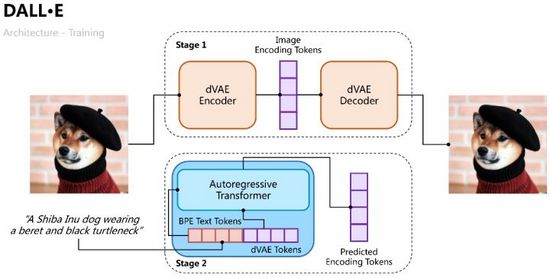 DALL•E
Architecture - Training
Stage 1
Image
Encoding Tokens
dVAE
Encoder
dVAE
Decoder
Autoregressive
Transformer
BPE Text Tokens
dVAE Tokens
"A Shiba Inu dog wearing
a beret and black turtleneck"
Predicted
Encoding Tokens
Stage 2